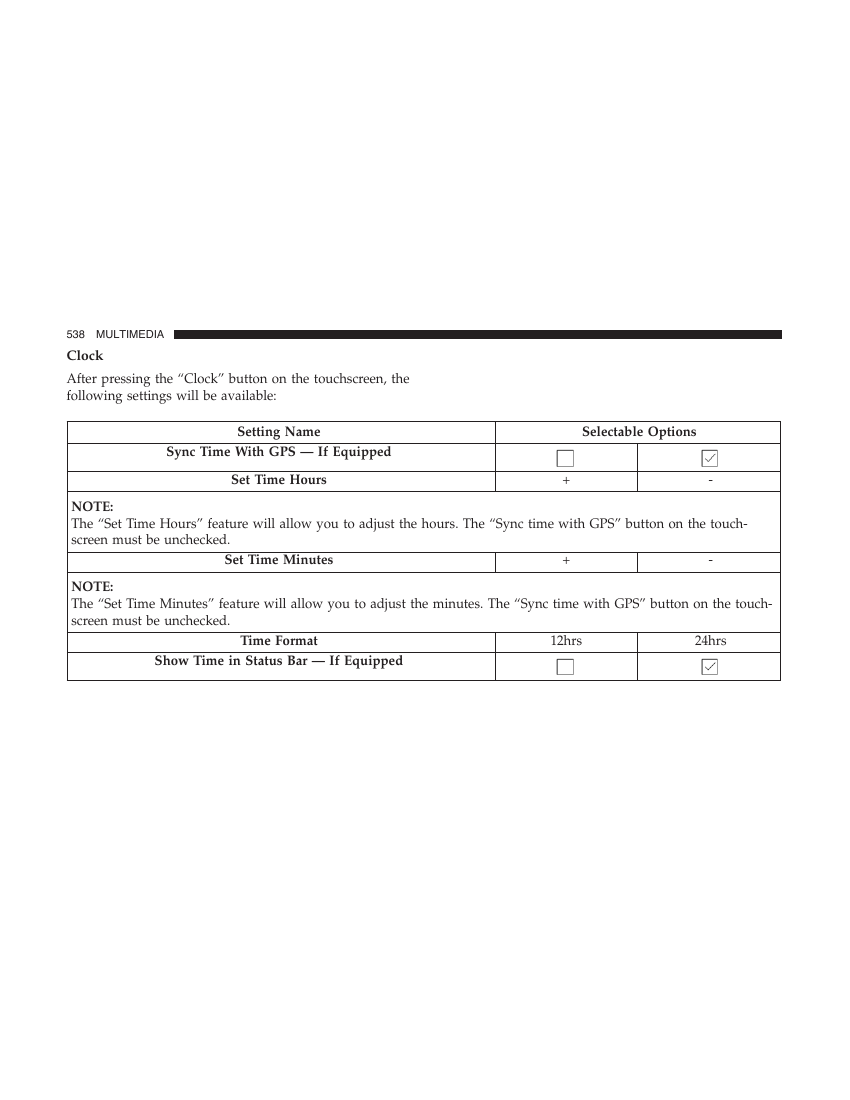 538 MULTIMEDIA
Clock
After pressing the “Clock” button on the touchscreen, the
following settings will be available:
Setting Name Selectable Options
Sync Time With GPS — If Equipped
Set Time Hours + -
NOTE:
The “Set Time Hours” feature will allow you to adjust the hours. The “Sync time with GPS” button on the touch-
screen must be unchecked.
Set Time Minutes + -
NOTE:
The “Set Time Minutes” feature will allow you to adjust the minutes. The “Sync time with GPS” button on the touch-
screen must be unchecked.
Time Format 12hrs 24hrs
Show Time in Status Bar — If Equipped